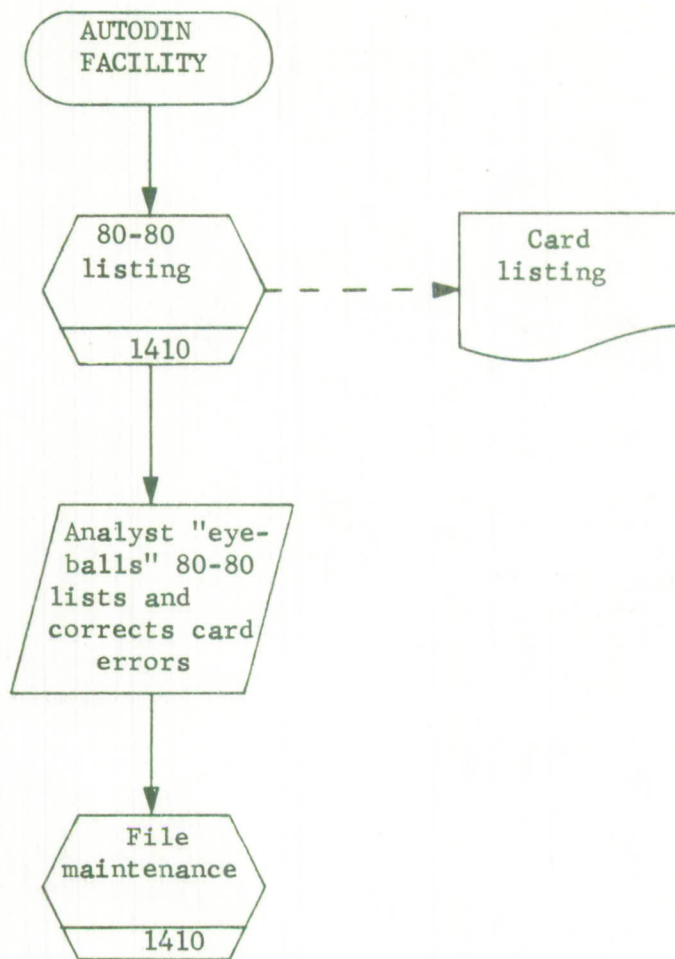 AUTODIN
FACILITY
80-80
listing
1410
Card
listing
Analyst "eye-
balls" 80-80
lists and
corrects card
errors
File
maintenance
1410